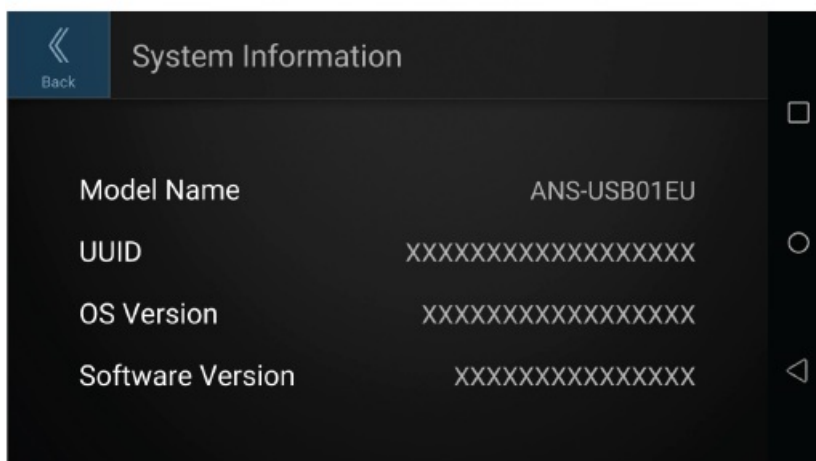 System Information
Back
Model Name ANS-USB01EU
UUID XXXXXXXXXXXXXXXXXX
OS Version XXXXXXXXXXXXXXXXX
Software Version XXXXXXXXXXXXXXX